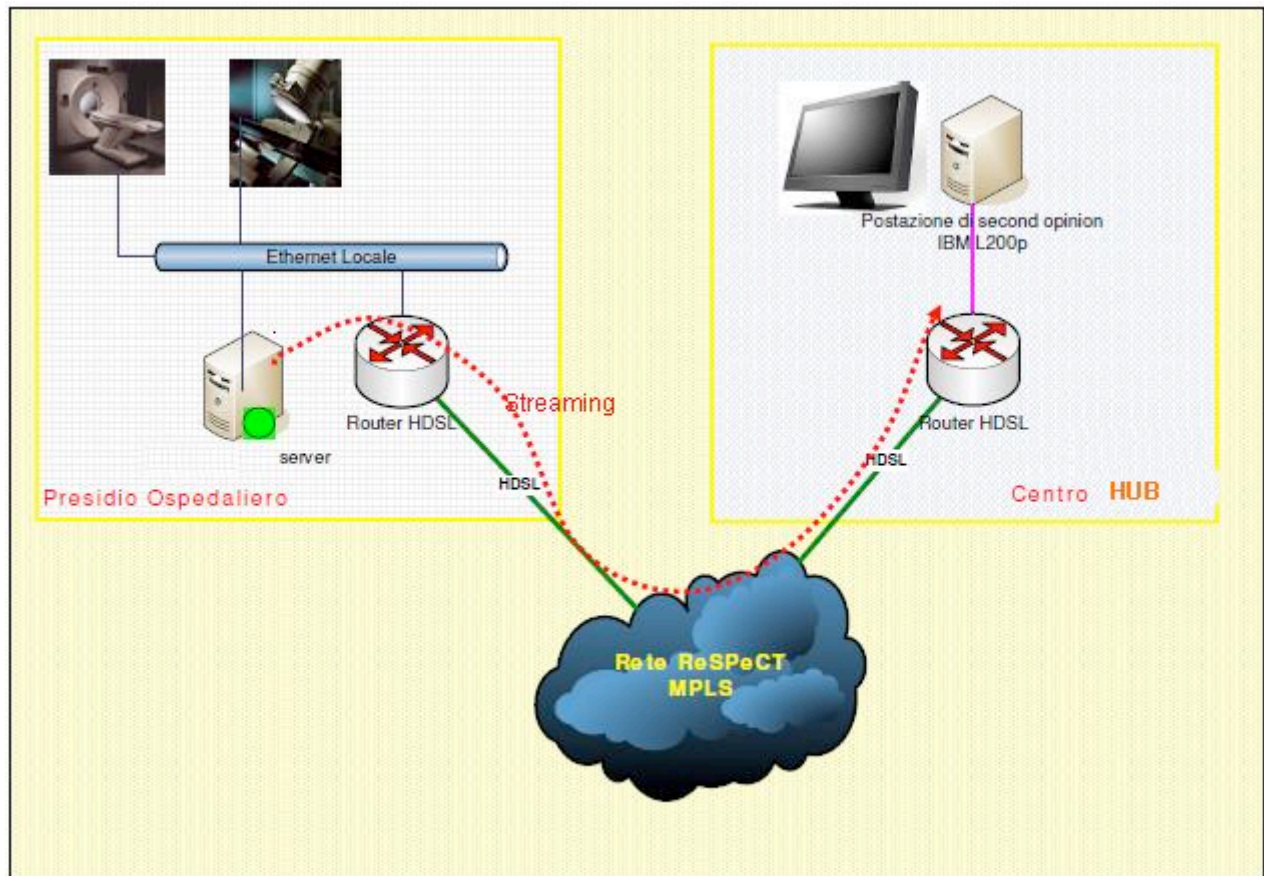 Ethernet Locale
server
Router HDSL
Presidio Ospedaliero
Streaming
HDSL
Postazione di second opinion
IBM L200p
Router HDSL
HDSL
Centro HUB
Rete ReSPeCT
MPLS